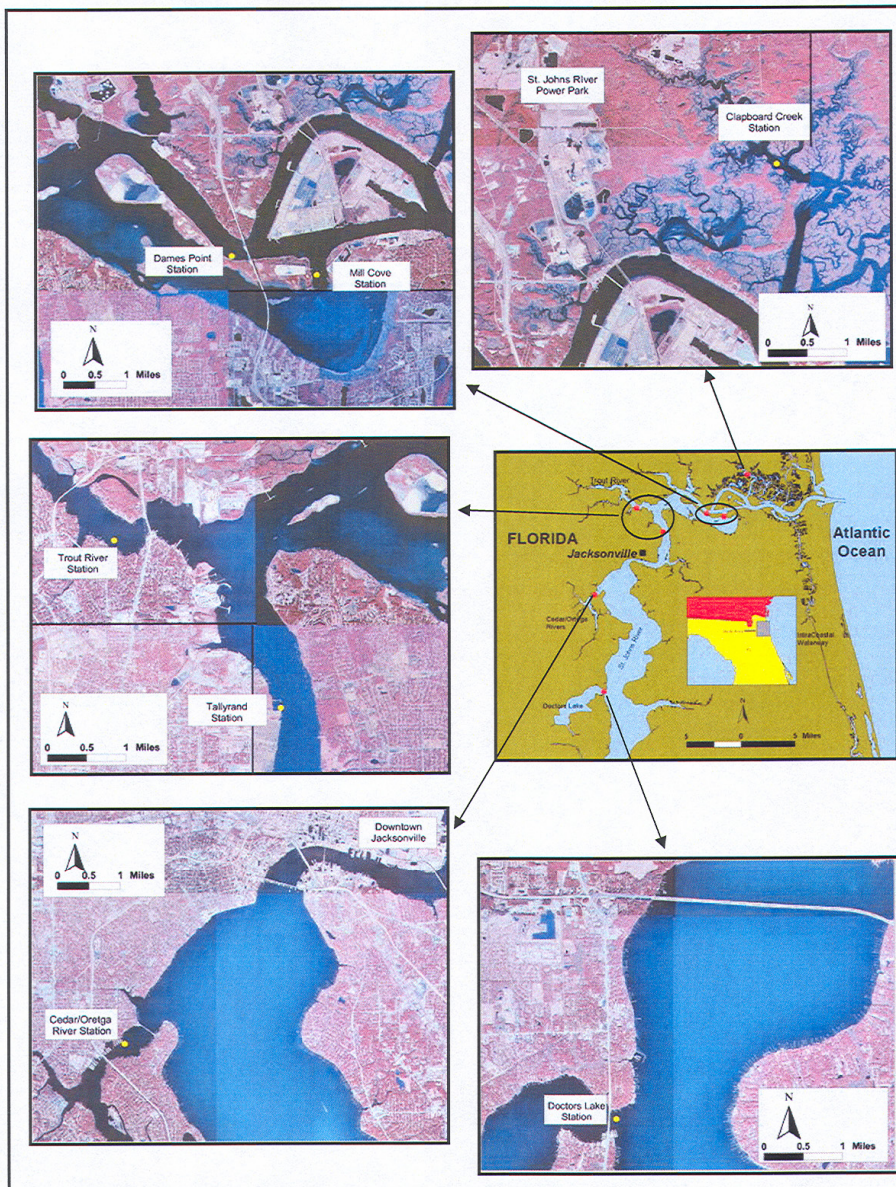 St. Johns River
Power Park
Clapboard Creek
Station
N
0 0.5 1 Miles
Dames Point
Station
Mill Cove
Station
N
0 0.5 1 Miles
Trout River
Station
Tallyrand
Station
N
0 0.5 1 Miles
Trout River
FLORIDA
Jacksonville
Atlantic
Ocean
Cedar/Ortega
Rivers
St. Johns River
IntraCoastal
Waterway
Doctors Lake
N
5 0 5 Miles
Downtown
Jacksonville
N
0 0.5 1 Miles
Cedar/Oretga
River Station
Doctors Lake
Station
N
0 0.5 1 Miles